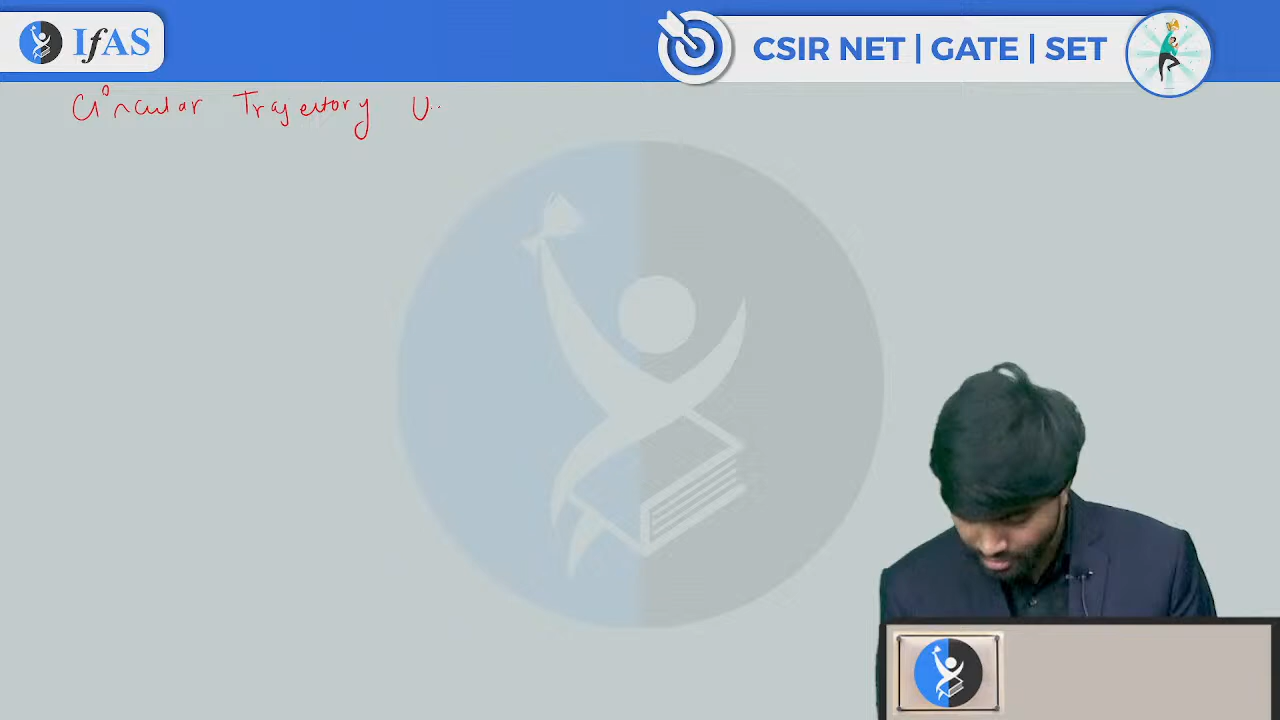 IfAS
CSIR NET | GATE | SET
Circular Trajectory U